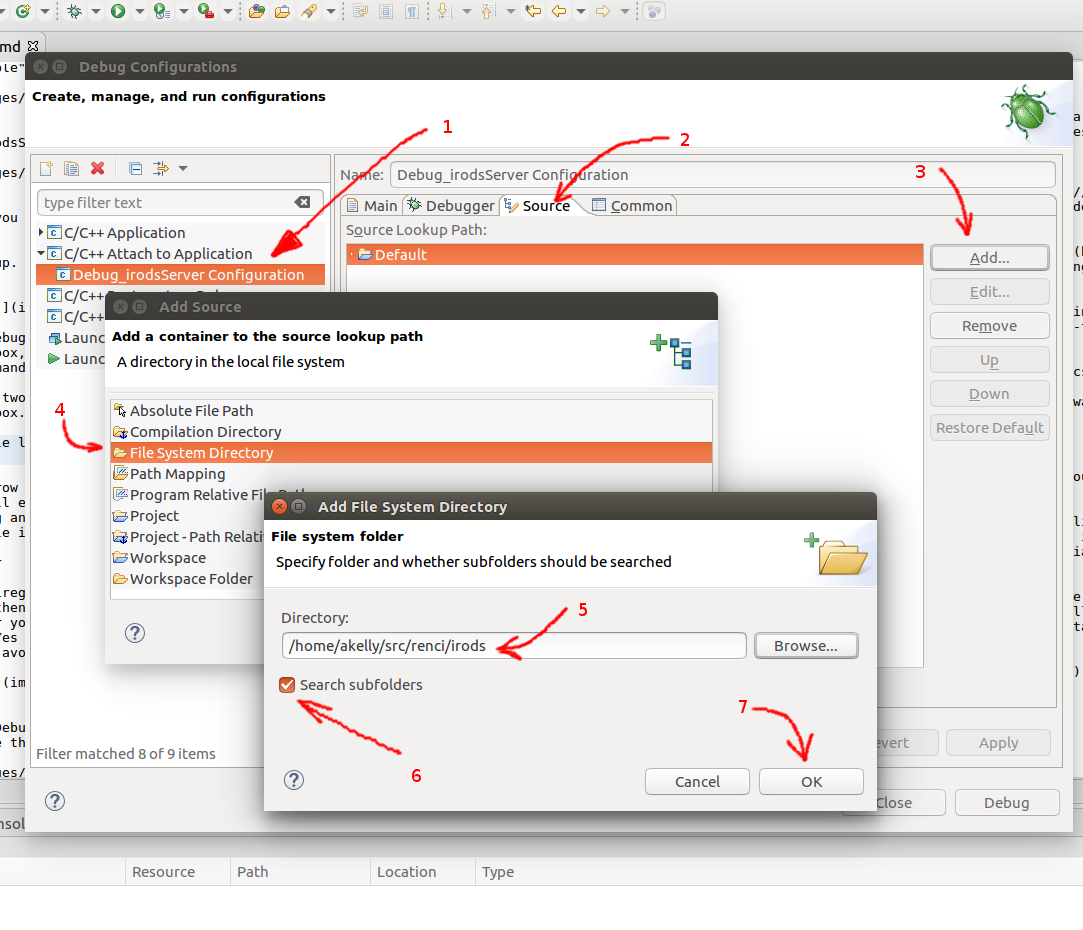 md
Debug Configurations
Create, manage, and run configurations
1
2
3
Name: Debug_irodsServer Configuration
type filter text
Main Debugger Source Common
Source Lookup Path:
C/C++ Application
C/C++ Attach to Application
Debug_irodsServer Configuration
C/C++
C/C++
Default
Add...
Edit...
Remove
Up
Down
Restore Default
Add Source
Add a container to the source lookup path
A directory in the local file system
4
Absolute File Path
Compilation Directory
File System Directory
Path Mapping
Program Relative File Path
Project
Project - Path Relati
Workspace
Workspace Folder
Add File System Directory
File system folder
Specify folder and whether subfolders should be searched
Directory:
5
/home/akelly/src/renci/irods
Browse...
Search subfolders
6
7
Cancel
OK
Filter matched 8 of 9 items
Apply
Close
Debug
Resource Path Location Type